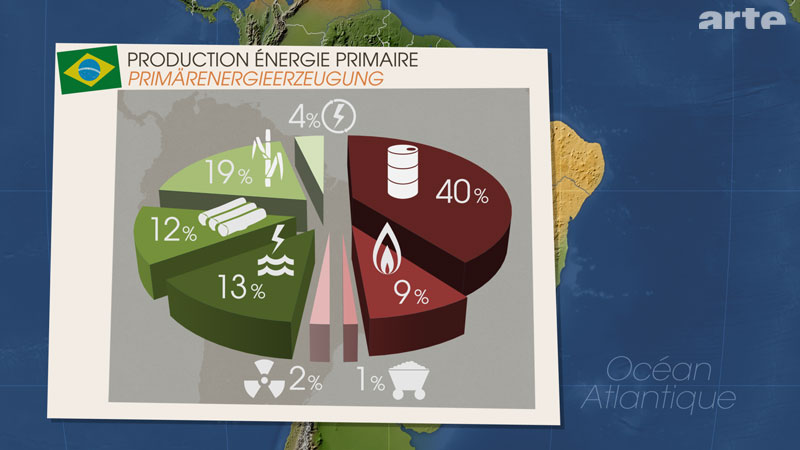 arte
PRODUCTION ÉNERGIE PRIMAIRE
PRIMÄRENERGIEERZEUGUNG
4%
19%
40%
12%
13%
9%
2%
1%
Océan
Atlantique